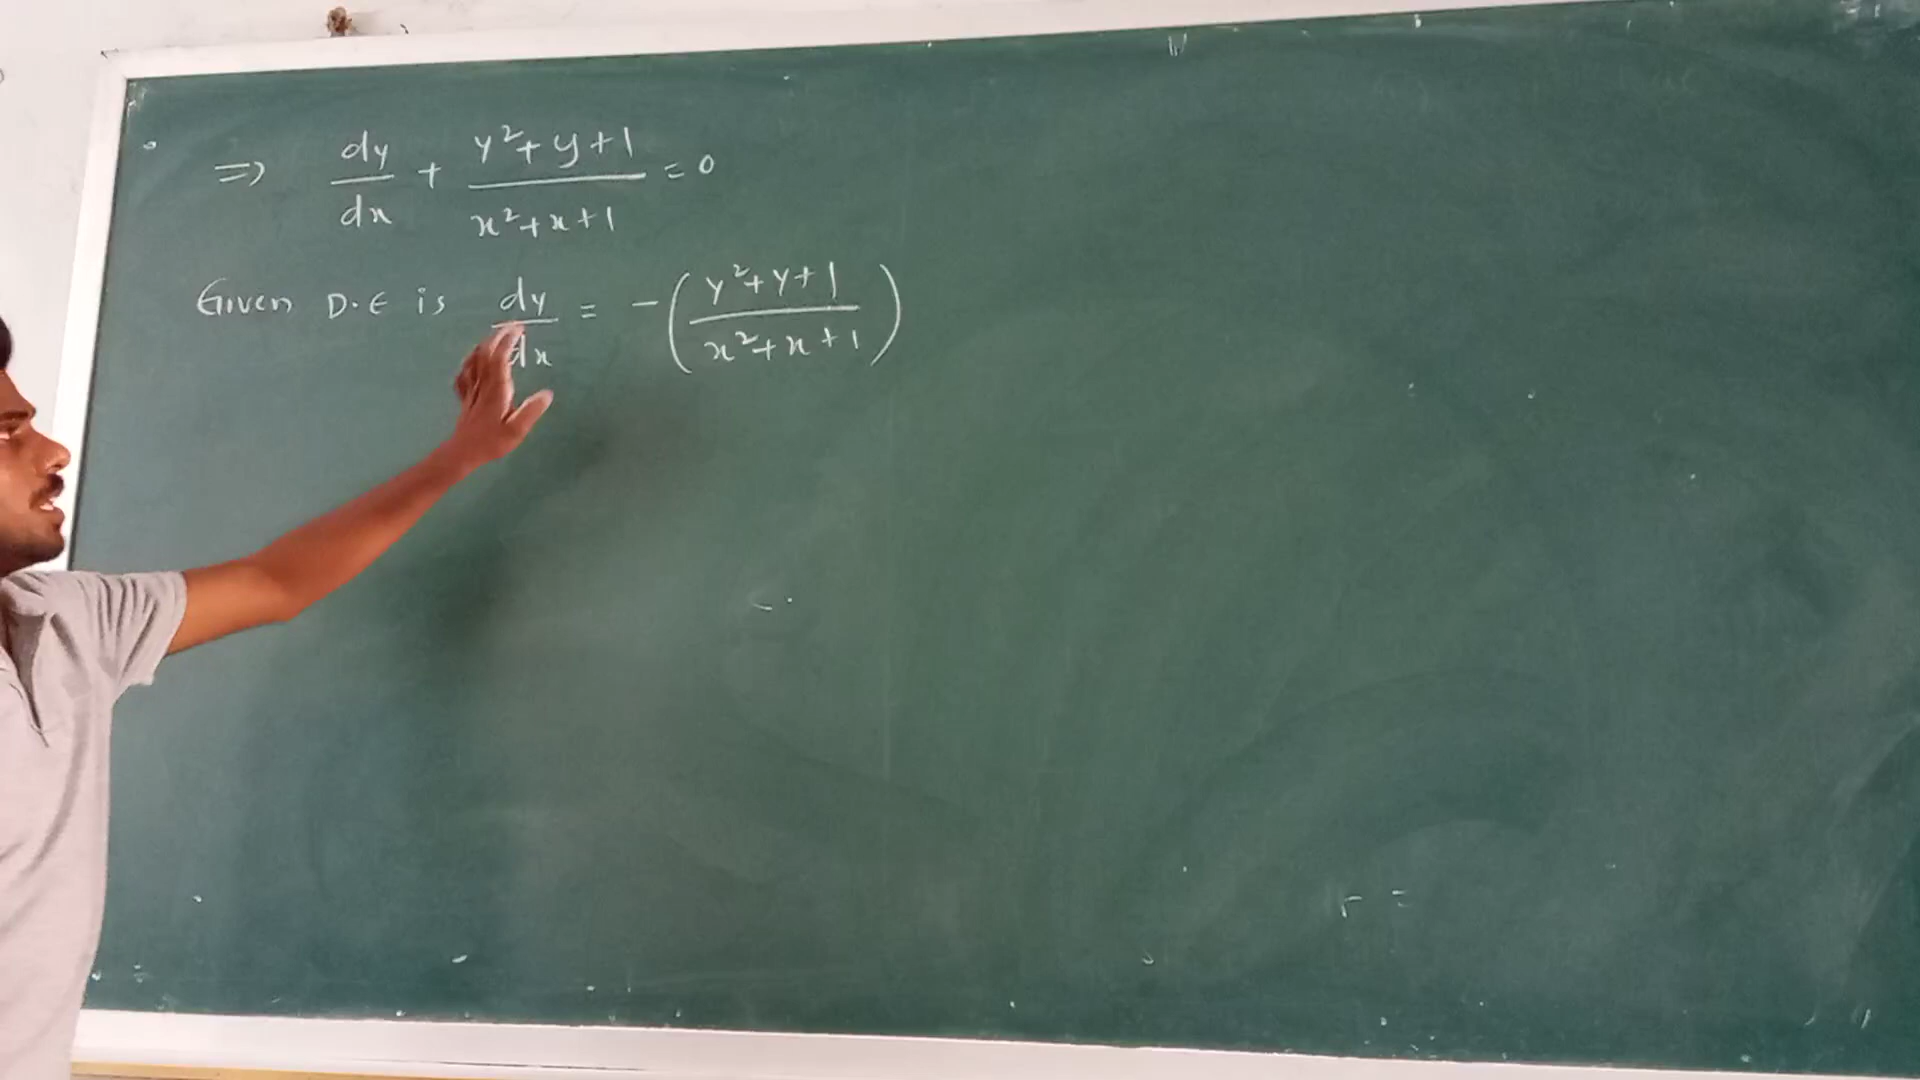 => dy/dx + y²+y+1/x²+x+1 = 0
Given D.E is dy/dx = -(y²+y+1/x²+x+1)
r =